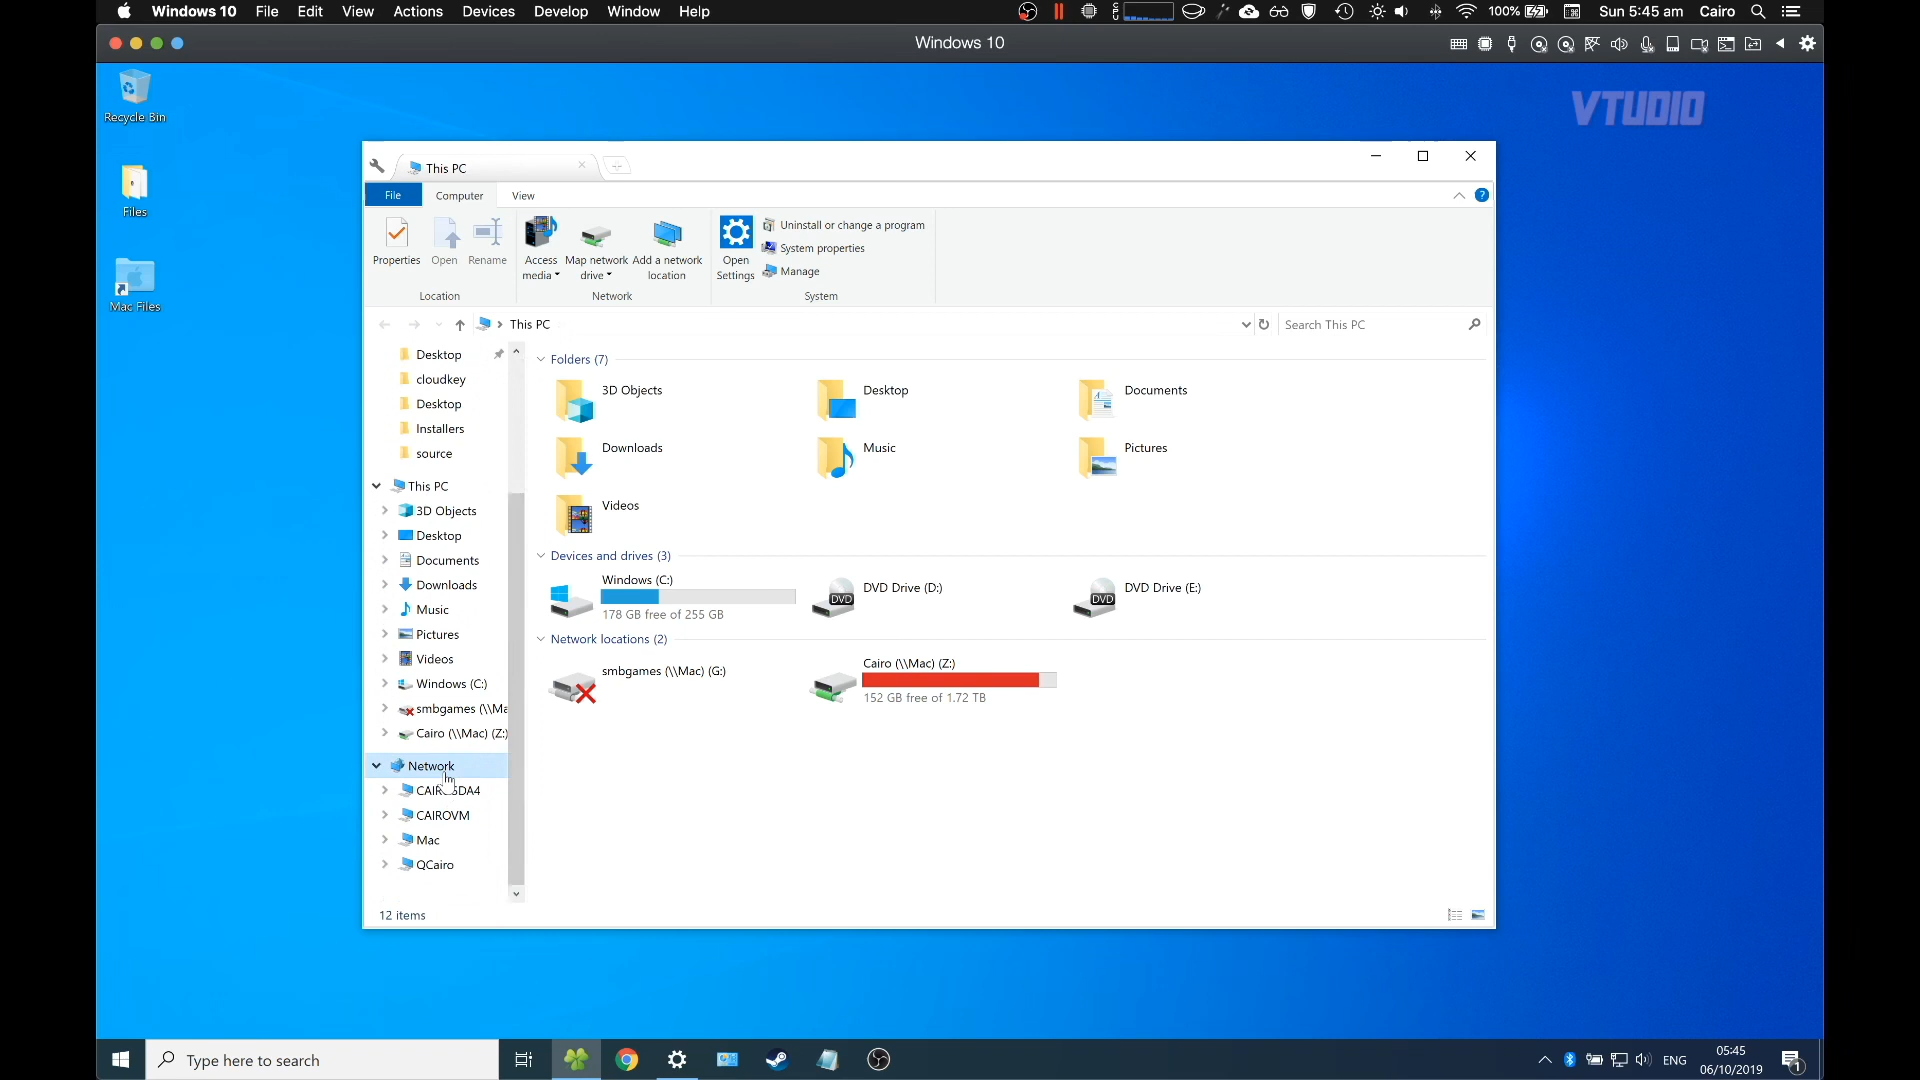 Windows 10 File Edit View Actions Devices Develop Window Help
100% Sun 5:45 am Cairo
Windows 10
Recycle Bin
Files
Mac Files
VTUDIO
This PC
File Computer View
Properties Open Rename
Access media
Map network drive
Add a network location
Open Settings
Uninstall or change a program
System properties
Manage
Location Network System
This PC
Search This PC
Desktop
cloudkey
Desktop
Installers
source
This PC
3D Objects
Desktop
Documents
Downloads
Music
Pictures
Videos
Windows (C:)
smbgames (\\Ma
Cairo (\\Mac) (Z:)
Network
CAIROVM
Mac
QCairo
Folders (7)
3D Objects Desktop Documents
Downloads Music Pictures
Videos
Devices and drives (3)
Windows (C:)
178 GB free of 255 GB
DVD Drive (D:)
DVD
DVD Drive (E:)
DVD
Network locations (2)
smbgames (\\Mac) (G:)
Cairo (\\Mac) (Z:)
152 GB free of 1.72 TB
12 items
Type here to search
ENG
05:45
06/10/2019
1